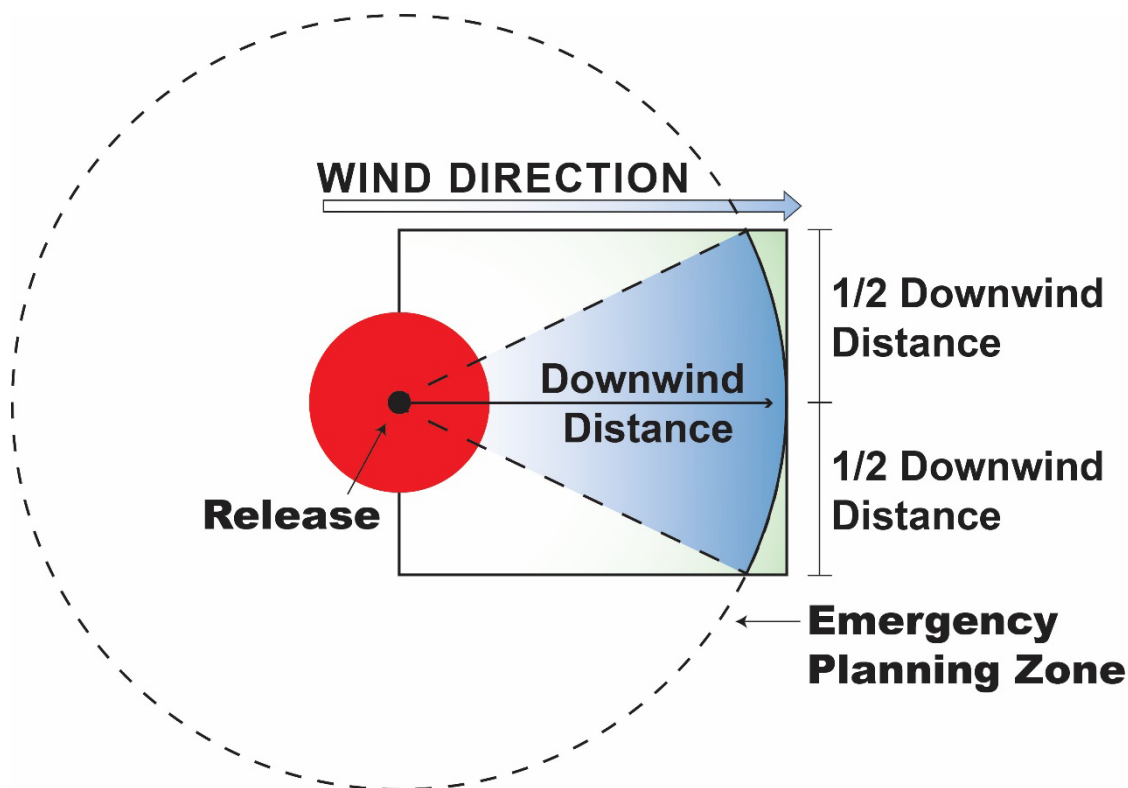 WIND DIRECTION
1/2 Downwind
Distance
Downwind
Distance
1/2 Downwind
Distance
Release
Emergency
Planning Zone